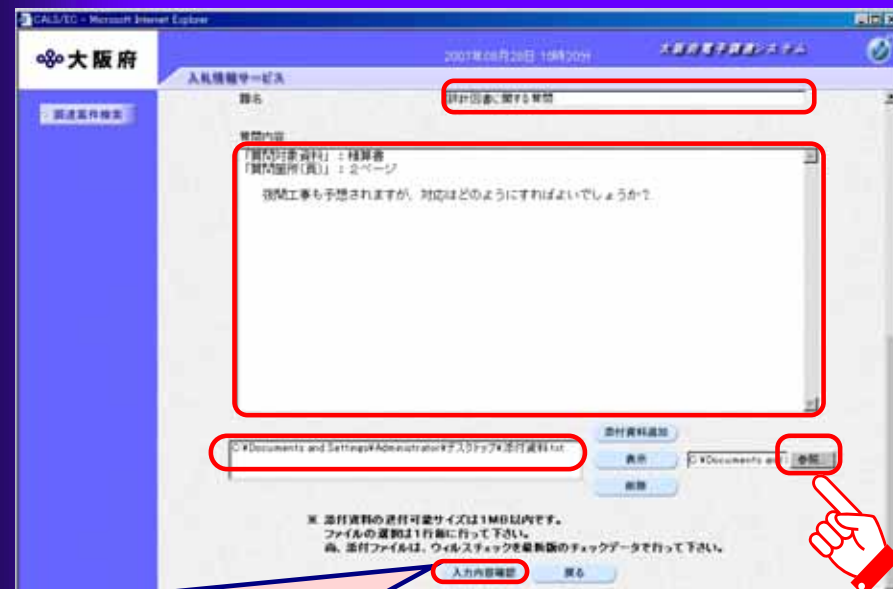 CALS/EC - Microsoft Internet Explorer
大阪府
2007年06月28日
大阪府電子調達システム
入札情報サービス
調達案件検索
題名
設計図書に関する質問
質問内容
「質問対象資料」：積算書
「質問箇所(頁)」：2ページ
夜間工事も予想されますが、対応はどのようにすればよいでしょうか？
添付資料追加
C:¥Documents and Settings¥Administrator¥デスクトップ¥添付資料.txt
表示
C:¥Documents and
参照...
削除
※ 添付資料の送付可能サイズは1MB以内です。
ファイルの選択は1行毎に行って下さい。
尚、添付ファイルは、ウィルスチェックを最新版のチェックデータで行って下さい。
入力内容確認
戻る